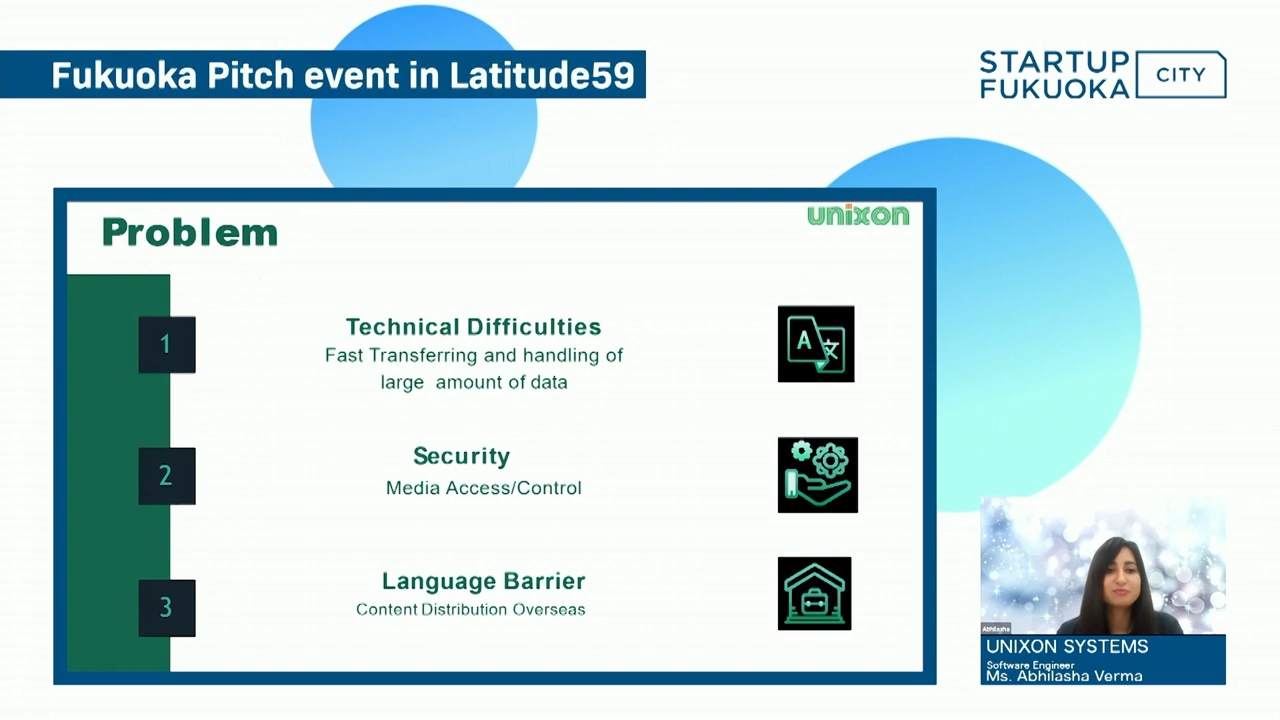 Fukuoka Pitch event in Latitude59
STARTUP
FUKUOKA
CITY
Problem
unixon
1
Technical Difficulties
Fast Transferring and handling of
large amount of data
A
文
2
Security
Media Access/Control
3
Language Barrier
Content Distribution Overseas
Abhilasha
UNIXON SYSTEMS
Software Engineer
Ms. Abhilasha Verma